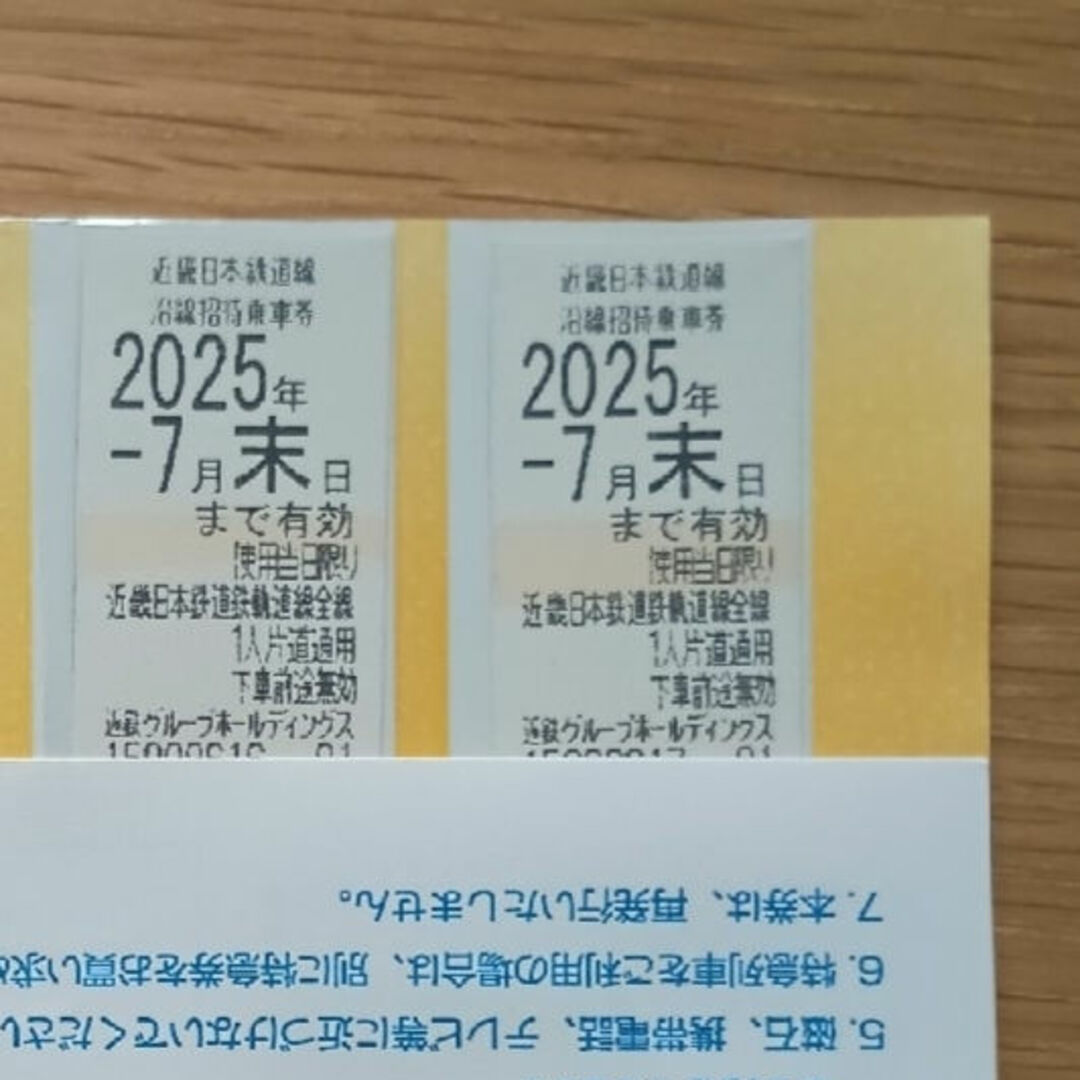 近畿日本鉄道線
沿線招待乗車券
2025年
-7月末日
まで有効
使用当日限り
近畿日本鉄道鉄軌道線全線
1人片道通用
下車前途無効
近鉄グループホールディングス
近畿日本鉄道線
沿線招待乗車券
2025年
-7月末日
まで有効
使用当日限り
近畿日本鉄道鉄軌道線全線
1人片道通用
下車前途無効
近鉄グループホールディングス
5. 磁石、携帯電話、テレビ等に近づけないでください
6. 特急列車をご利用の場合は、別に特急券をお買い求め
7. 本券は、再発行いたしません。